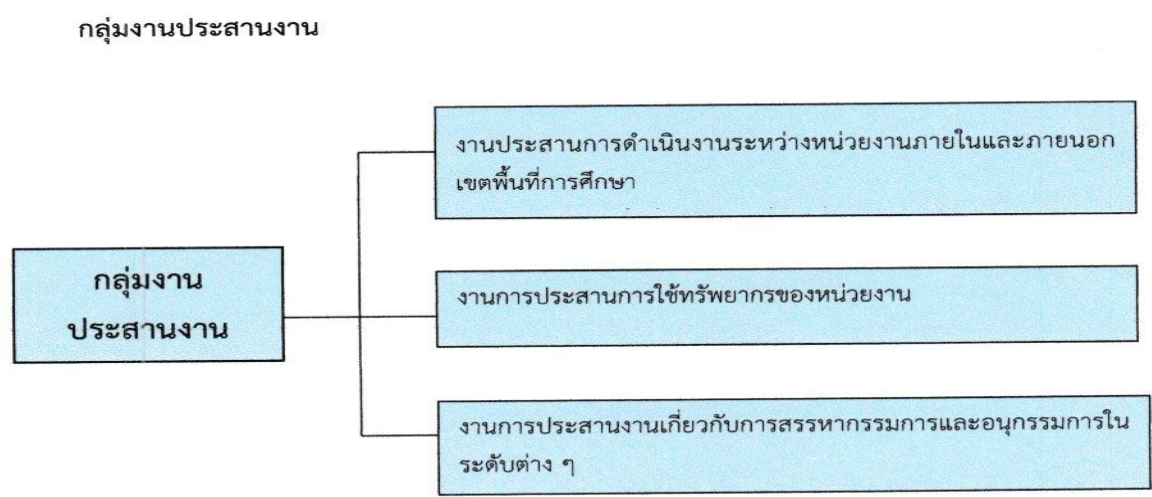 กลุ่มงานประสานงาน
งานประสานการดำเนินงานระหว่างหน่วยงานภายในและภายนอก
เขตพื้นที่การศึกษา
กลุ่มงาน
ประสานงาน
งานการประสานการใช้ทรัพยากรของหน่วยงาน
งานการประสานงานเกี่ยวกับการสรรหากรรมการและอนุกรรมการใน
ระดับต่าง ๆ